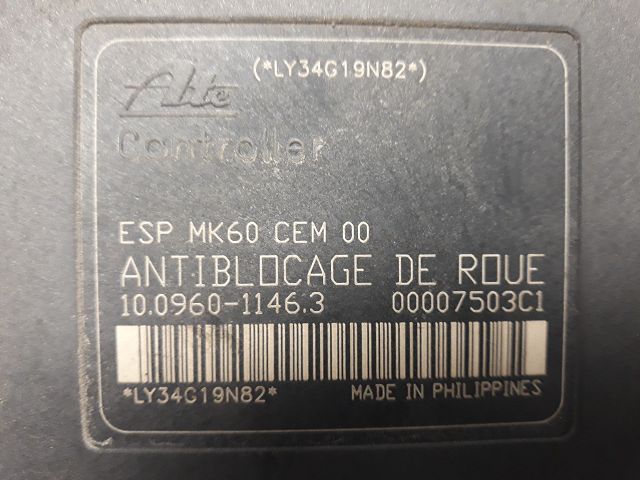 (*LY34G19N82*)
Ate
Controller
ESP MK60 CEM 00
ANTIBLOCAGE DE ROUE
10.0960-1146.3 00007503C1
*LY34G19N82* MADE IN PHILIPPINES